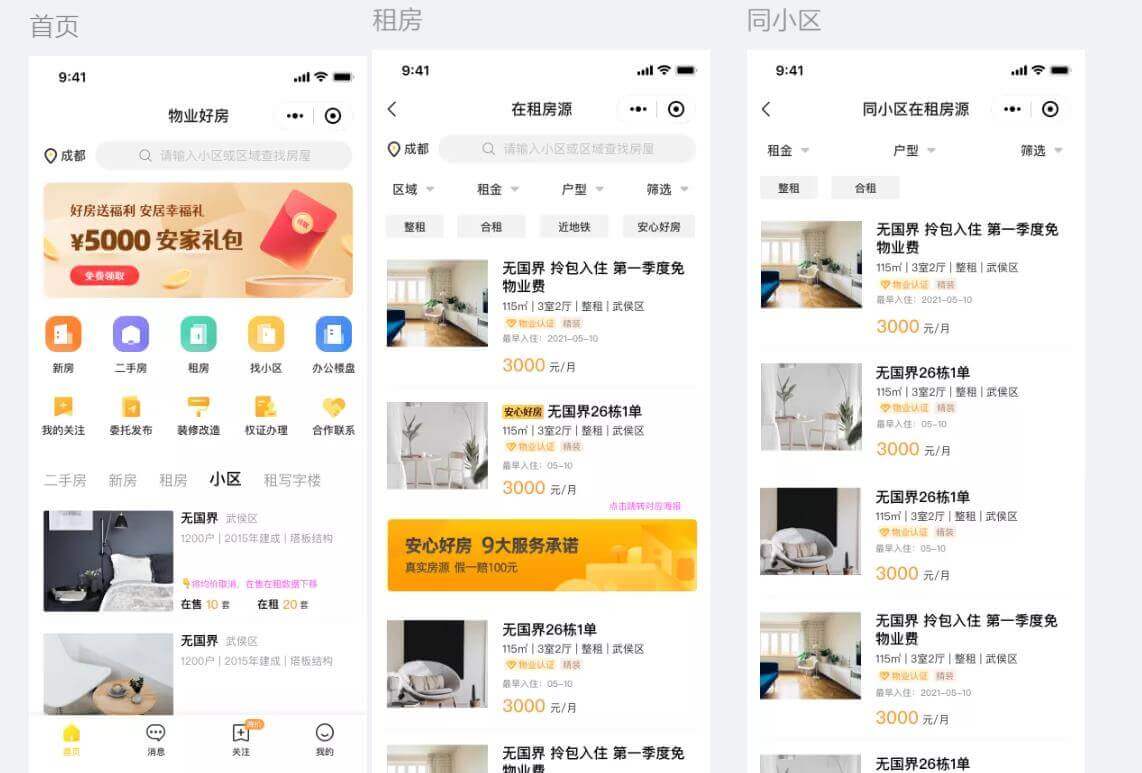 首页
9:41
物业好房
成都
请输入小区或区域查找房屋
好房送福利 安居幸福礼
¥5000 安家礼包
免费领取
新房
二手房
租房
找小区
办公楼盘
我的关注
委托发布
装修改造
权证办理
合作联系
二手房
新房
租房
小区
租写字楼
无国界 武侯区
1200户 | 2015年建成 | 塔板结构
将均价取消，在售在租数据下移
在售 10 套 在租 20 套
无国界 武侯区
1200户 | 2015年建成 | 塔板结构
首页
消息
关注
我的
租房
9:41
在租房源
成都
请输入小区或区域查找房屋
区域
租金
户型
筛选
整租
合租
近地铁
安心好房
无国界 拎包入住 第一季度免
物业费
115㎡ | 3室2厅 | 整租 | 武侯区
物业认证 精装
最早入住：2021-05-10
3000 元/月
安心好房 无国界26栋1单
115㎡ | 3室2厅 | 整租 | 武侯区
物业认证 精装
最早入住：05-10
3000 元/月
点击跳转对应海报
安心好房 9大服务承诺
真实房源 假一赔100元
无国界26栋1单
115㎡ | 3室2厅 | 整租 | 武侯区
物业认证 精装
最早入住：05-10
3000 元/月
无国界 拎包入住 第一季度免
物业费
同小区
9:41
同小区在租房源
租金
户型
筛选
整租
合租
无国界 拎包入住 第一季度免
物业费
115㎡ | 3室2厅 | 整租 | 武侯区
物业认证 精装
最早入住：2021-05-10
3000 元/月
无国界26栋1单
115㎡ | 3室2厅 | 整租 | 武侯区
物业认证 精装
最早入住：05-10
3000 元/月
无国界26栋1单
115㎡ | 3室2厅 | 整租 | 武侯区
物业认证 精装
最早入住：05-10
3000 元/月
无国界 拎包入住 第一季度免
物业费
115㎡ | 3室2厅 | 整租 | 武侯区
物业认证 精装
最早入住：2021-05-10
3000 元/月
无国界26栋1单